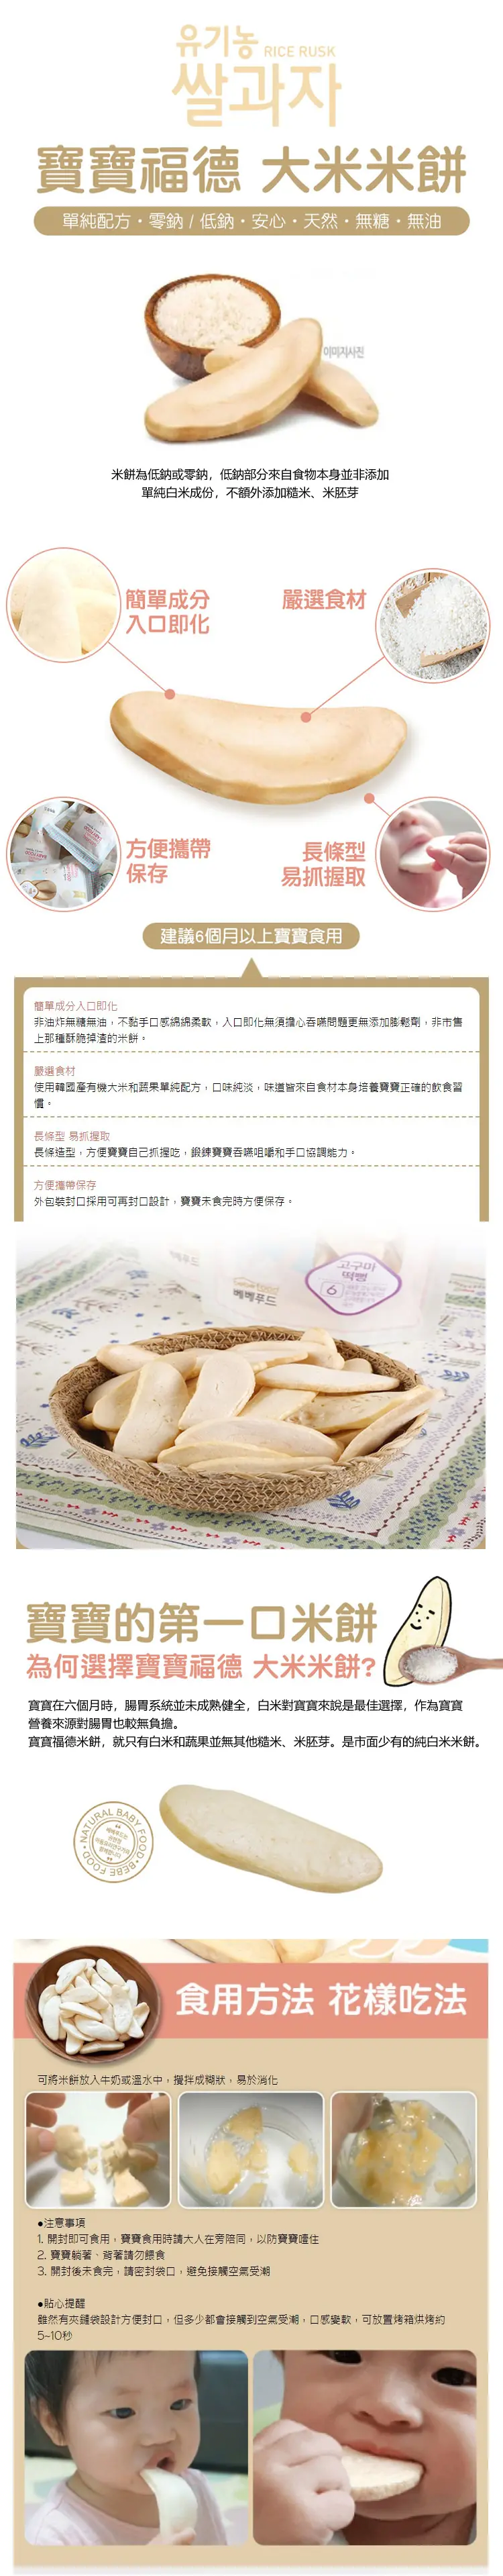 유기농 RICE RUSK
쌀과자
寶寶福德 大米米餅
單純配方・零鈉 / 低鈉・安心・天然・無糖・無油
이미지사진
米餅為低鈉或零鈉，低鈉部分來自食物本身並非添加
單純白米成份，不額外添加糙米、米胚芽
簡單成分
入口即化
嚴選食材
方便攜帶
保存
長條型
易抓握取
建議6個月以上寶寶食用
簡單成分入口即化
非油炸無糖無油，不黏手口感綿綿柔軟，入口即化無須擔心吞嚥問題更無添加膨鬆劑，非市售
上那種酥脆掉渣的米餅。
嚴選食材
使用韓國產有機大米和蔬果單純配方，口味純淡，味道皆來自食材本身培養寶寶正確的飲食習
慣。
長條型 易抓握取
長條造型，方便寶寶自己抓握吃，鍛鍊寶寶吞嚥咀嚼和手口協調能力。
方便攜帶保存
外包裝封口採用可再封口設計，寶寶未食完時方便保存。
고구마
떡뻥
6
베베푸드
寶寶的第一口米餅
為何選擇寶寶福德 大米米餅?
寶寶在六個月時，腸胃系統並未成熟健全，白米對寶寶來說是最佳選擇，作為寶寶
營養來源對腸胃也較無負擔。
寶寶福德米餅，就只有白米和蔬果並無其他糙米、米胚芽。是市面少有的純白米米餅。
NATURAL BABY FOOD・BEBE FOOD・
食用方法 花樣吃法
可將米餅放入牛奶或溫水中，攪拌成糊狀，易於消化
●注意事項
1. 開封即可食用，寶寶食用時請大人在旁陪同，以防寶寶噎住
2. 寶寶躺著、背著請勿餵食
3. 開封後未食完，請密封袋口，避免接觸空氣受潮
●貼心提醒
雖然有夾鏈袋設計方便封口，但多少都會接觸到空氣受潮，口感變軟，可放置烤箱烘烤約
5~10秒